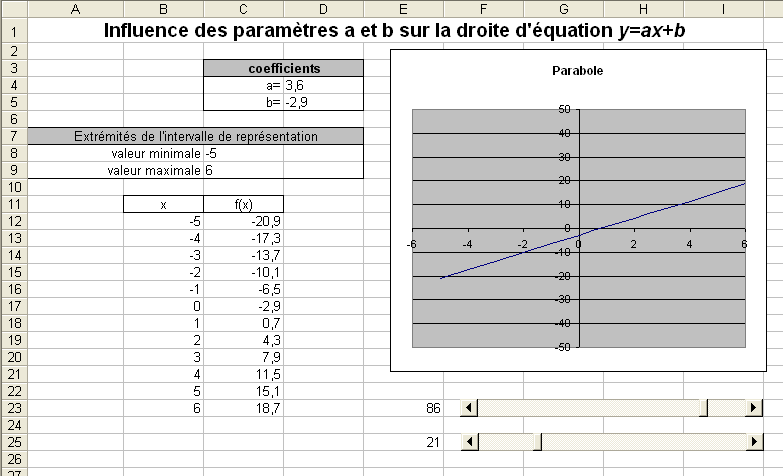 A B C D E F G H I
1 Influence des paramètres a et b sur la droite d'équation y=ax+b
2
3 coefficients
4 a= 3,6
5 b= -2,9
6
7 Extrémités de l'intervalle de représentation
8 valeur minimale -5
9 valeur maximale 6
10
11 x f(x)
12 -5 -20,9
13 -4 -17,3
14 -3 -13,7
15 -2 -10,1
16 -1 -6,5
17 0 -2,9
18 1 0,7
19 2 4,3
20 3 7,9
21 4 11,5
22 5 15,1
23 6 18,7 86
24
25 21
26
27
Parabole
50
40
30
20
10
0
-6 -4 -2 0 2 4 6
-10
-20
-30
-40
-50